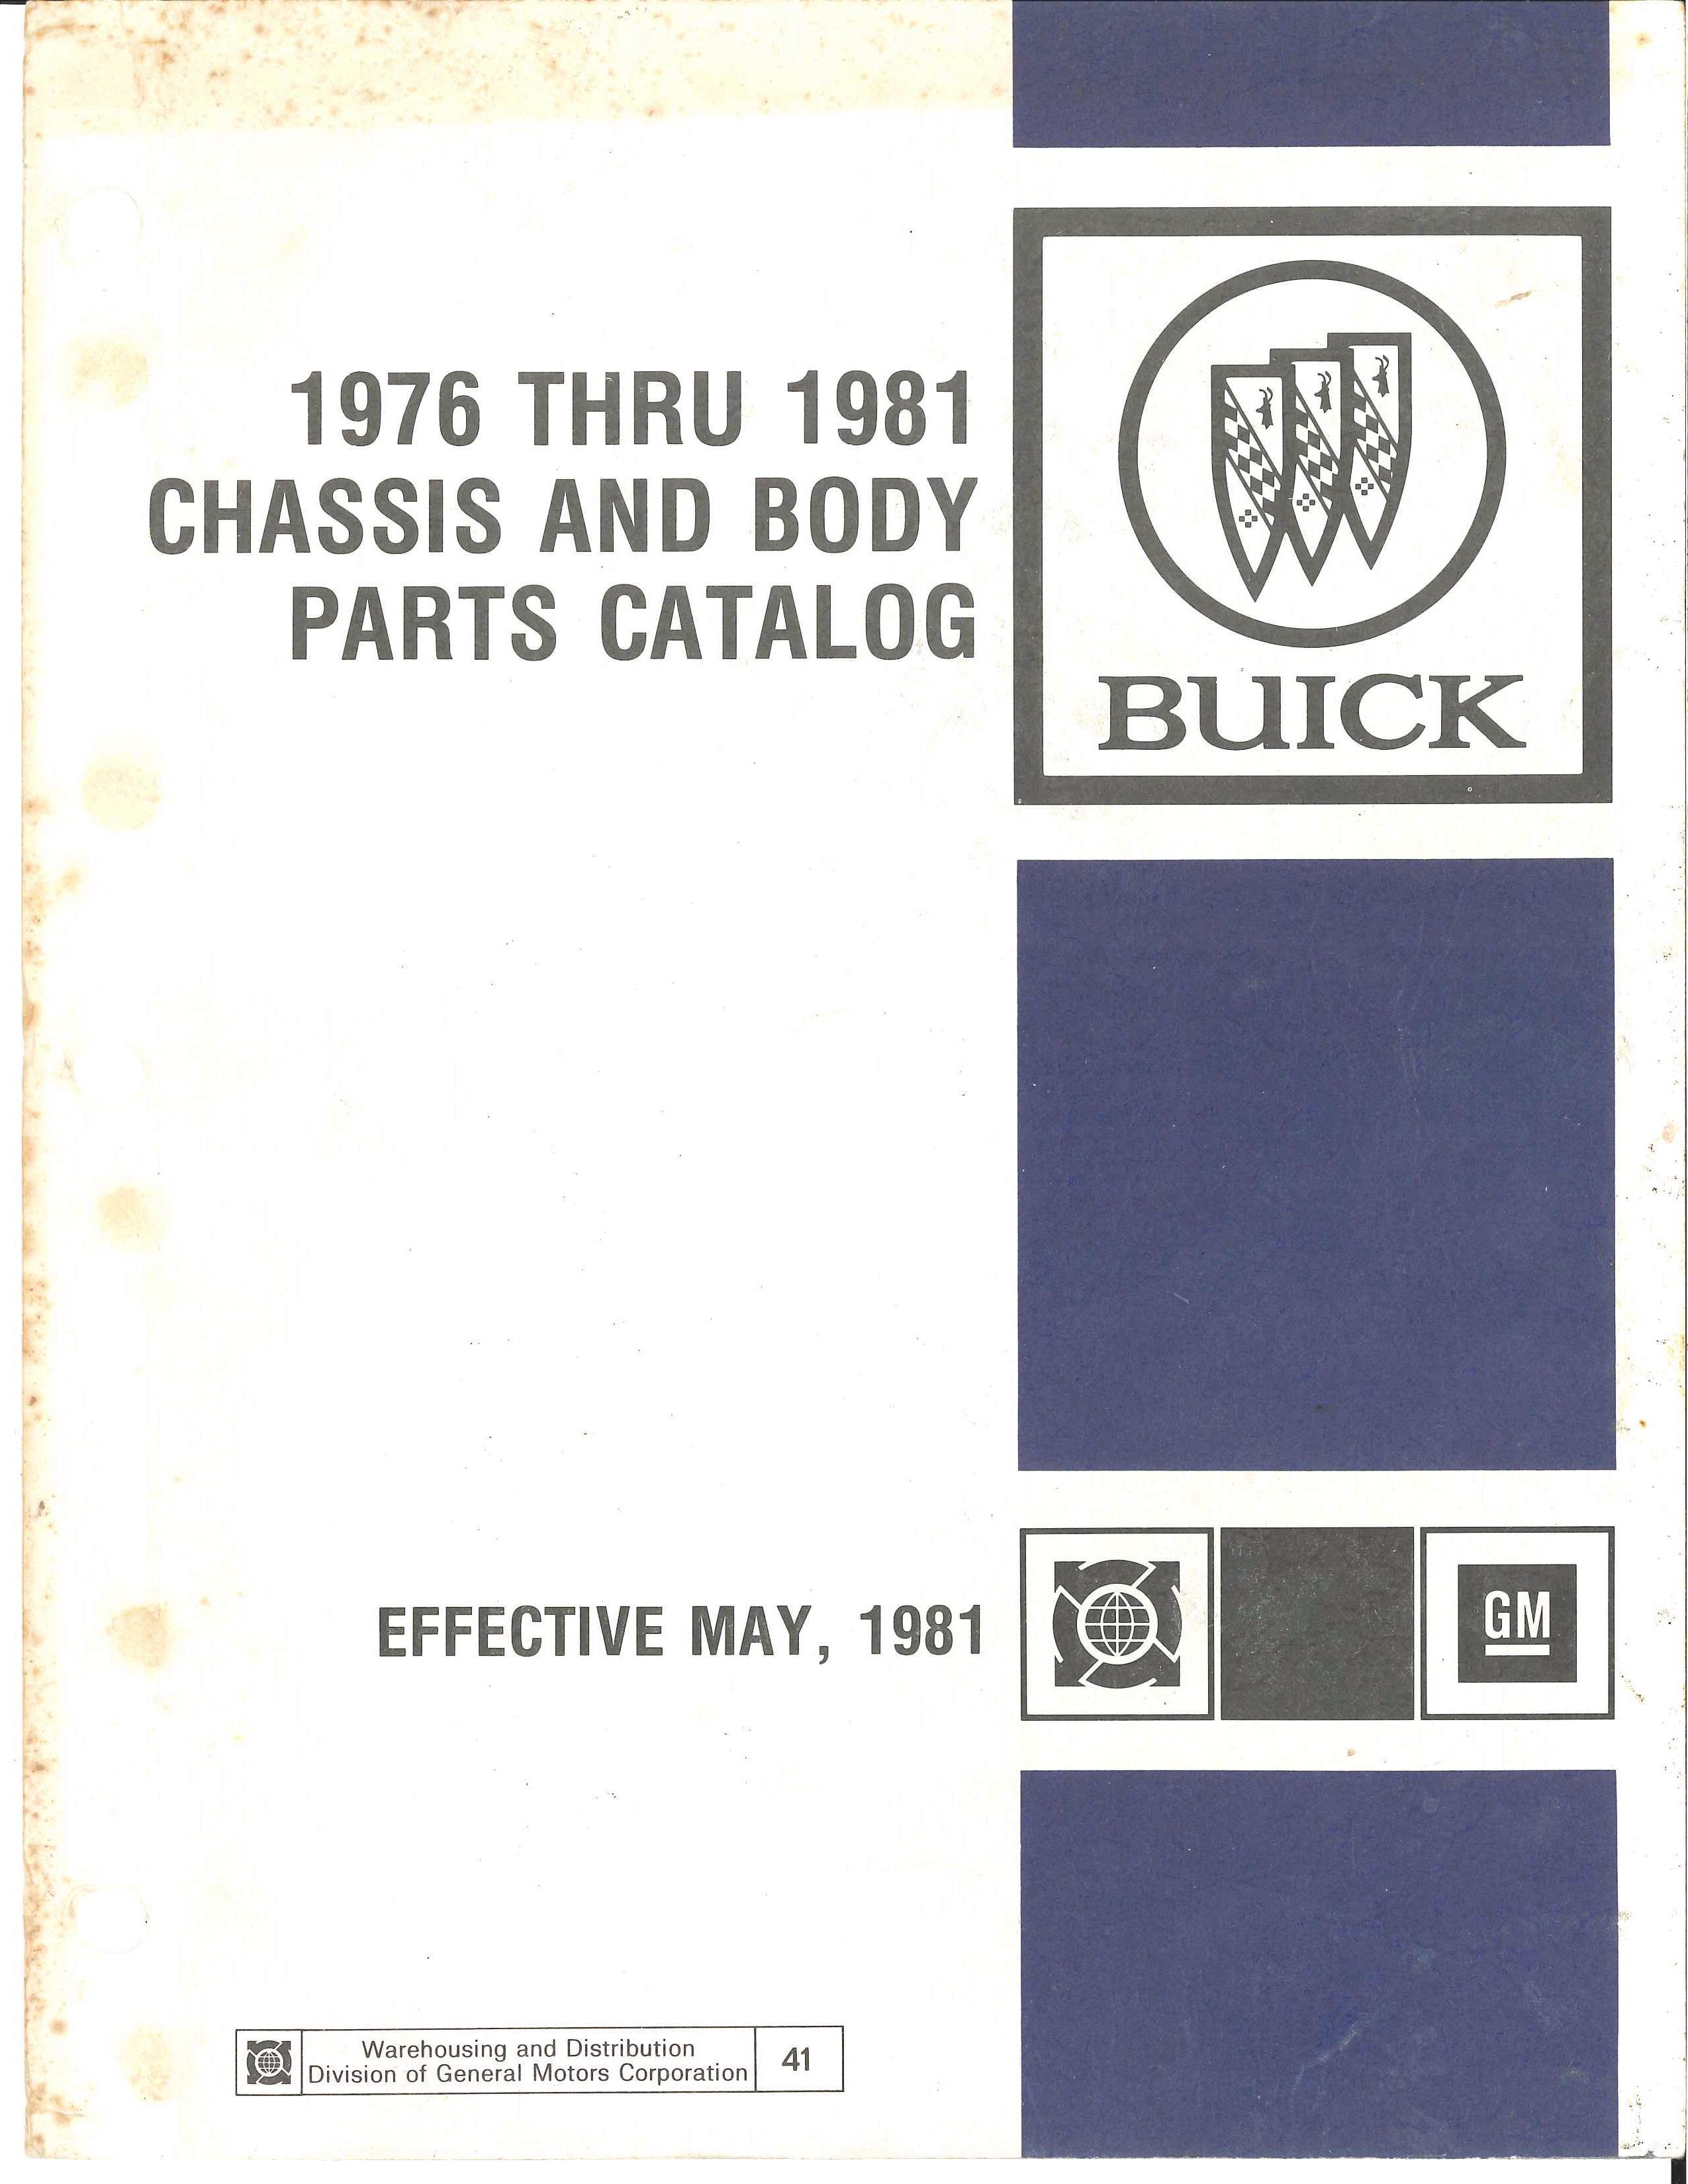 1976 THRU 1981
CHASSIS AND BODY
PARTS CATALOG
BUICK
EFFECTIVE MAY, 1981
GM
Warehousing and Distribution
Division of General Motors Corporation
41